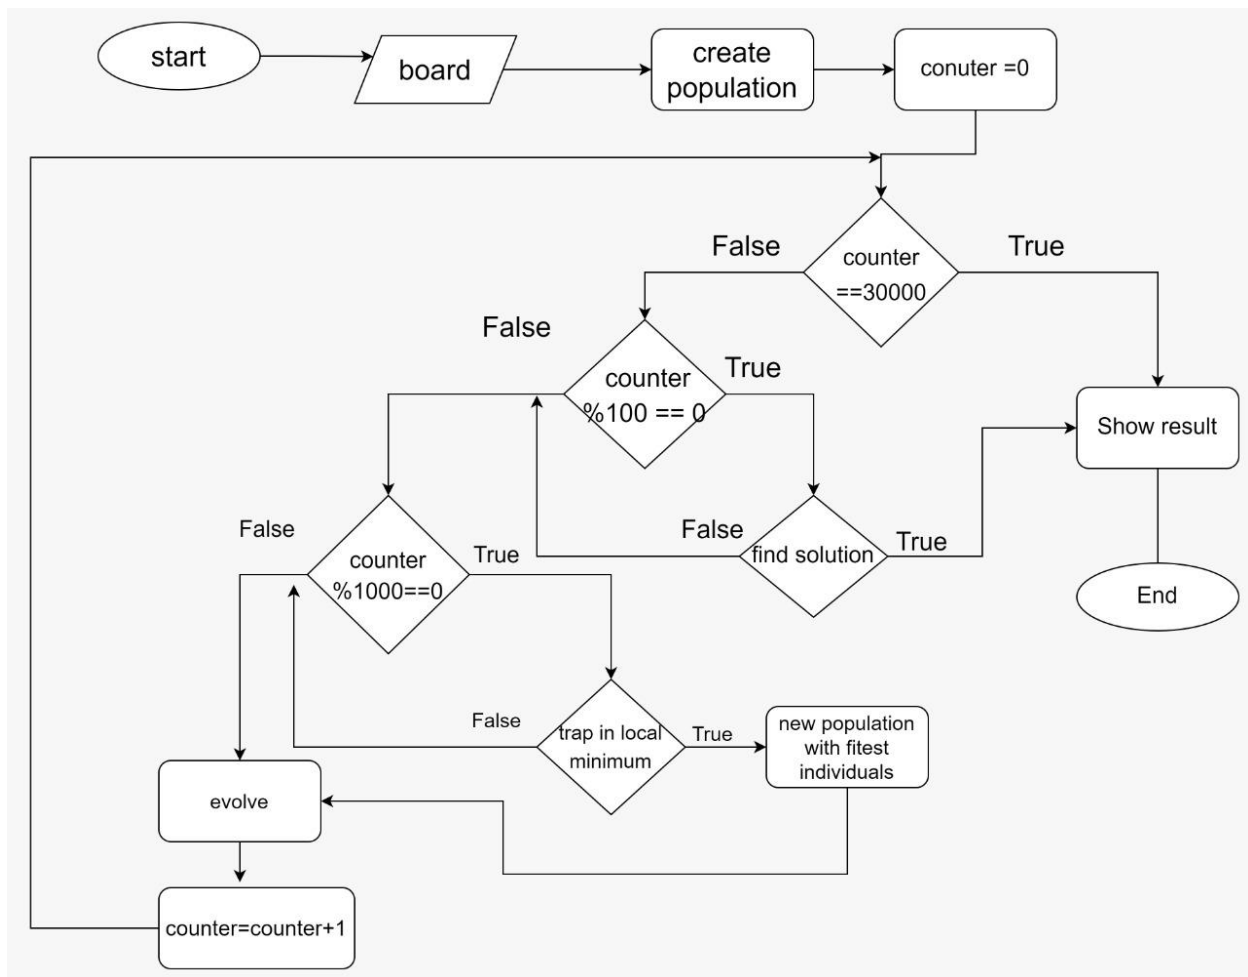 start
board
create
population
conuter =0
False
True
counter
==30000
False
True
counter
%100 == 0
Show result
False
True
counter
%1000==0
False
True
find solution
End
False
True
trap in local
minimum
new population
with fitest
individuals
evolve
counter=counter+1